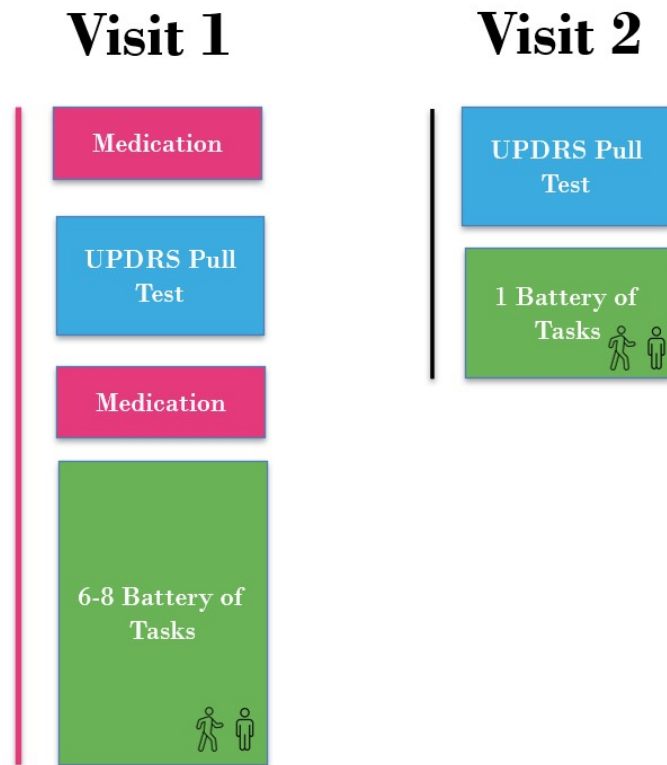 Visit 1
Medication
UPDRS Pull
Test
Medication
6-8 Battery of
Tasks
Visit 2
UPDRS Pull
Test
1 Battery of
Tasks